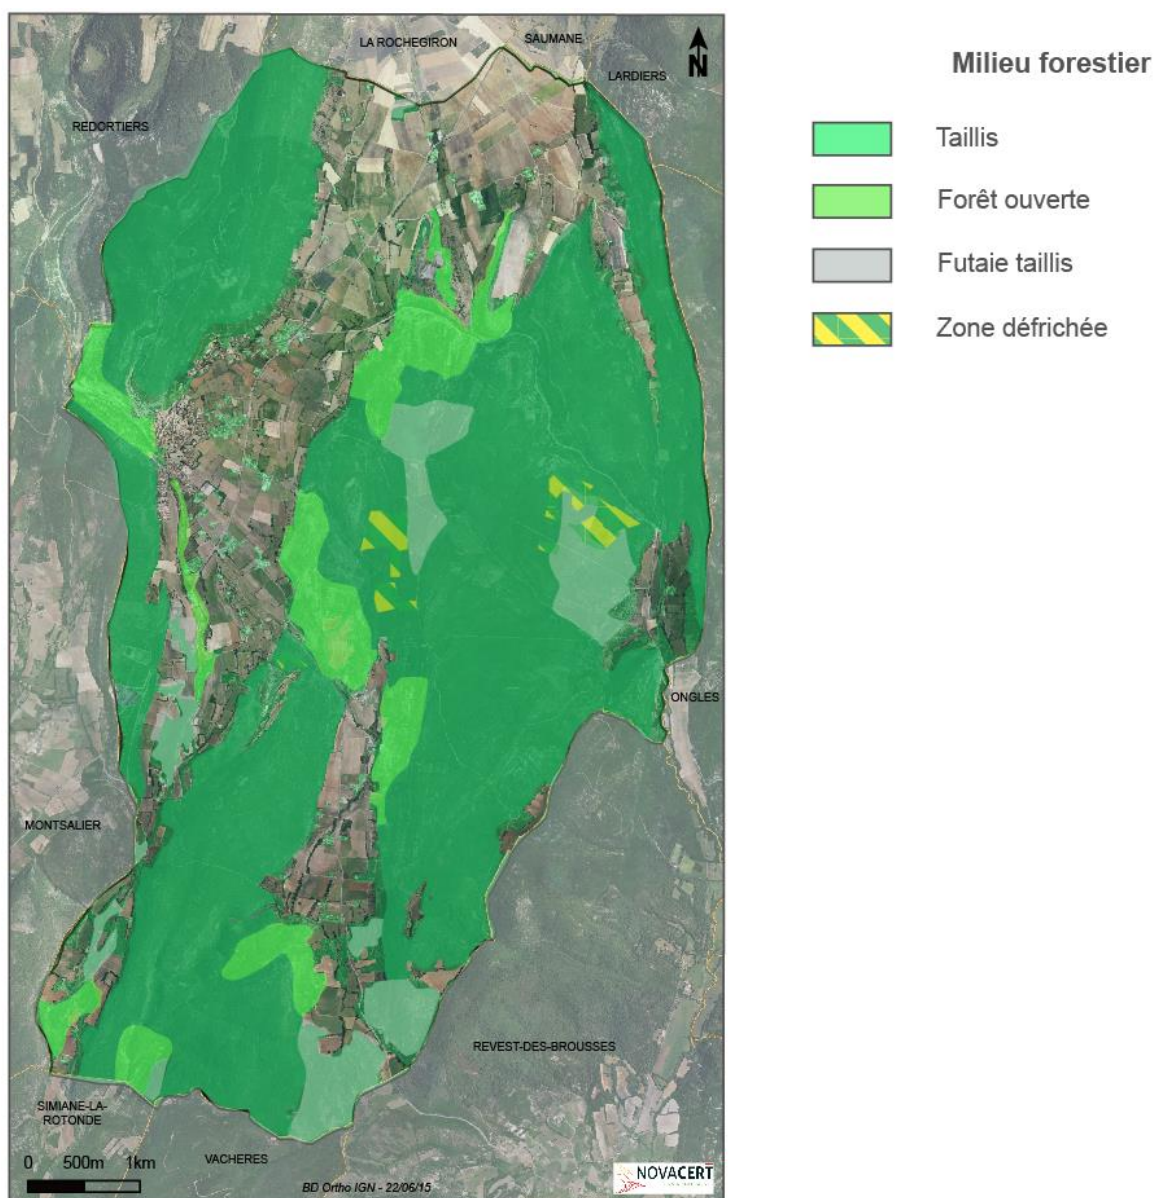 LA ROCHEGIRON
SAUMANE
N
LARDIERS
REDORTIERS
ONGLES
MONTSALIER
REVEST-DES-BROUSSES
SIMIANE-LA-
ROTONDE
VACHERES
0 500m 1km
BD Ortho IGN - 22/06/15
NOVACERT
Milieu forestier
Taillis
Forêt ouverte
Futaie taillis
Zone défrichée